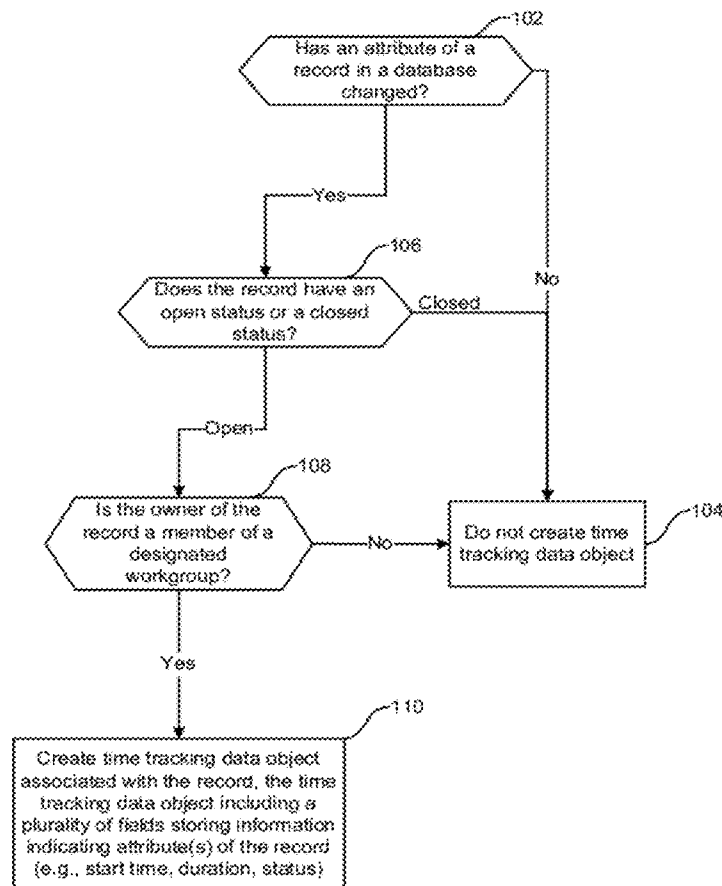 102
Has an attribute of a
record in a database
changed?
Yes
No
106
Does the record have an
open status or a closed
status?
Closed
Open
108
Is the owner of the
record a member of a
designated
workgroup?
No
Do not create time
tracking data object
104
Yes
110
Create time tracking data object
associated with the record, the time
tracking data object including a
plurality of fields storing information
indicating attribute(s) of the record
(e.g., start time, duration, status)